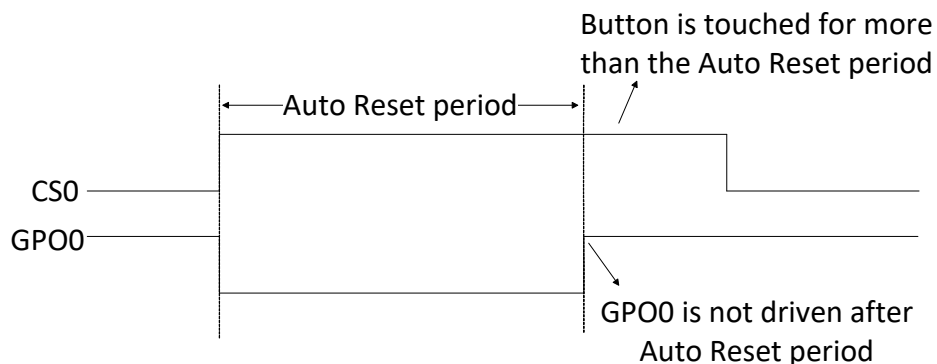 Button is touched for more
than the Auto Reset period
Auto Reset period
CS0
GPO0
GPO0 is not driven after
Auto Reset period